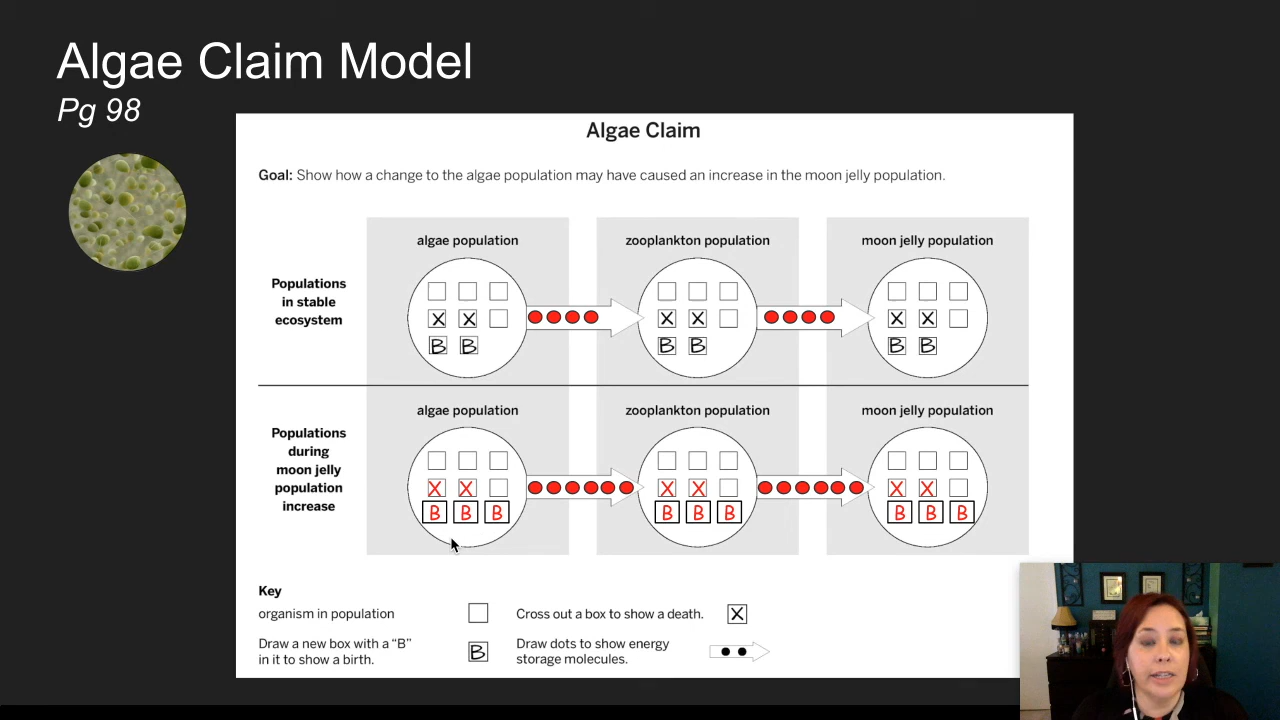 Algae Claim Model
Pg 98
Algae Claim
Goal: Show how a change to the algae population may have caused an increase in the moon jelly population.
algae population
zooplankton population
moon jelly population
Populations
in stable
ecosystem
X X
X X
X X
B B
B B
B B
algae population
zooplankton population
moon jelly population
Populations
during
moon jelly
population
increase
X X
X X
X X
B B B
B B B
B B B
Key
organism in population
Cross out a box to show a death.
X
Draw a new box with a “B”
in it to show a birth.
B
Draw dots to show energy
storage molecules.